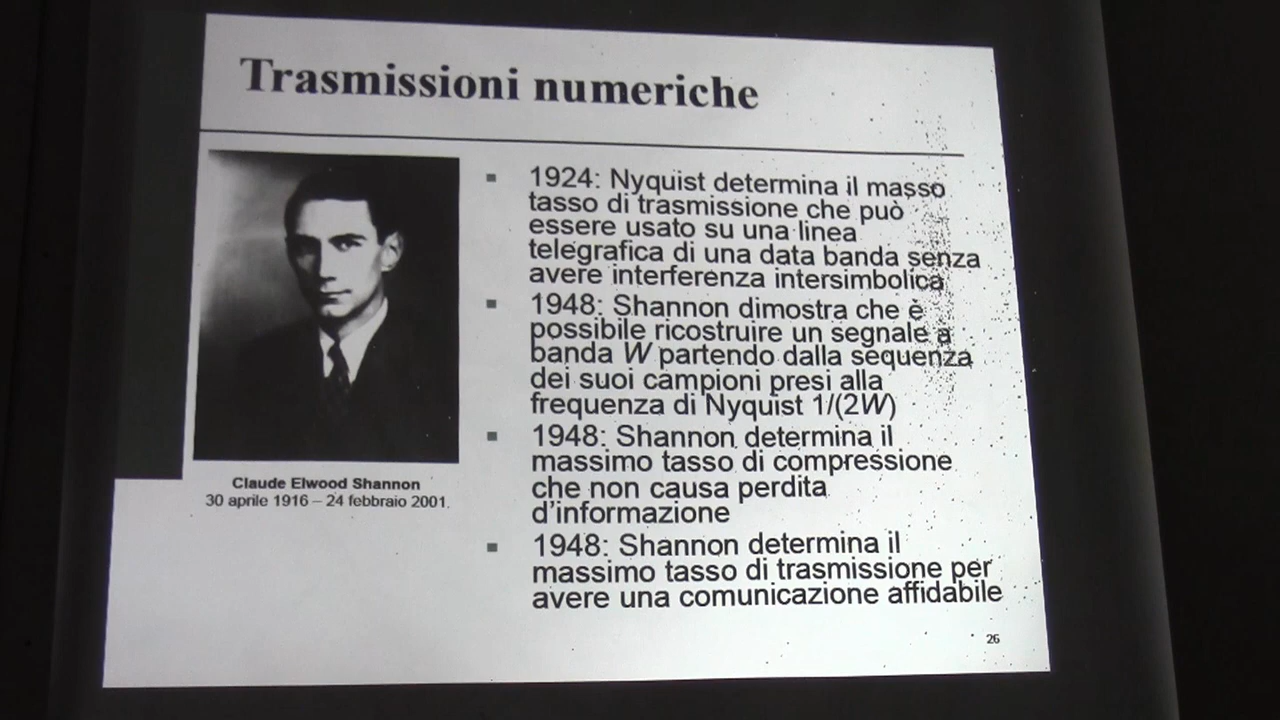 Trasmissioni numeriche
1924: Nyquist determina il masso
tasso di trasmissione che può
essere usato su una linea
telegrafica di una data banda senza
avere interferenza intersimbolica
1948: Shannon dimostra che è
possibile ricostruire un segnale a
banda W partendo dalla sequenza
dei suoi campioni presi alla
frequenza di Nyquist 1/(2W)
1948: Shannon determina il
massimo tasso di compressione
che non causa perdita
d'informazione
1948: Shannon determina il
massimo tasso di trasmissione per
avere una comunicazione affidabile
Claude Elwood Shannon
30 aprile 1916 – 24 febbraio 2001.
26